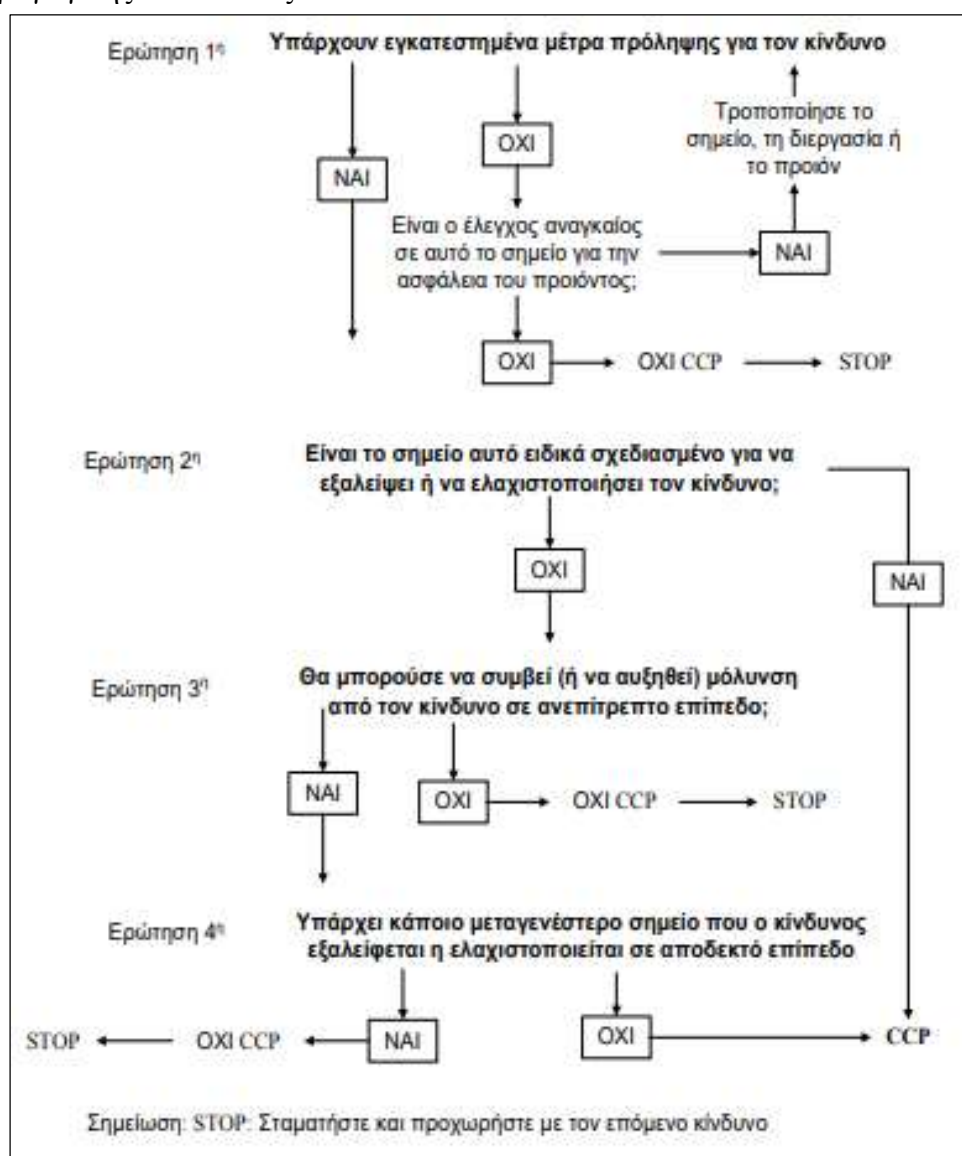 Ερώτηση 1η
Υπάρχουν εγκατεστημένα μέτρα πρόληψης για τον κίνδυνο
Τροποποίησε το
σημείο, τη διεργασία ή
το προιόν
ΟΧΙ
ΝΑΙ
Είναι ο έλεγχος αναγκαίος
σε αυτό το σημείο για την
ασφάλεια του προιόντος;
ΝΑΙ
ΟΧΙ
ΟΧΙ CCP
STOP
Ερώτηση 2η
Είναι το σημείο αυτό ειδικά σχεδιασμένο για να
εξαλείψει ή να ελαχιστοποιήσει τον κίνδυνο;
ΟΧΙ
ΝΑΙ
Ερώτηση 3η
Θα μπορούσε να συμβεί (ή να αυξηθεί) μόλυνση
από τον κίνδυνο σε ανεπίτρεπτο επίπεδο;
ΝΑΙ
ΟΧΙ
ΟΧΙ CCP
STOP
Ερώτηση 4η
Υπάρχει κάποιο μεταγενέστερο σημείο που ο κίνδυνος
εξαλείφεται η ελαχιστοποιείται σε αποδεκτό επίπεδο
STOP
ΟΧΙ CCP
ΝΑΙ
ΟΧΙ
CCP
Σημείωση: STOP: Σταματήστε και προχωρήστε με τον επόμενο κίνδυνο